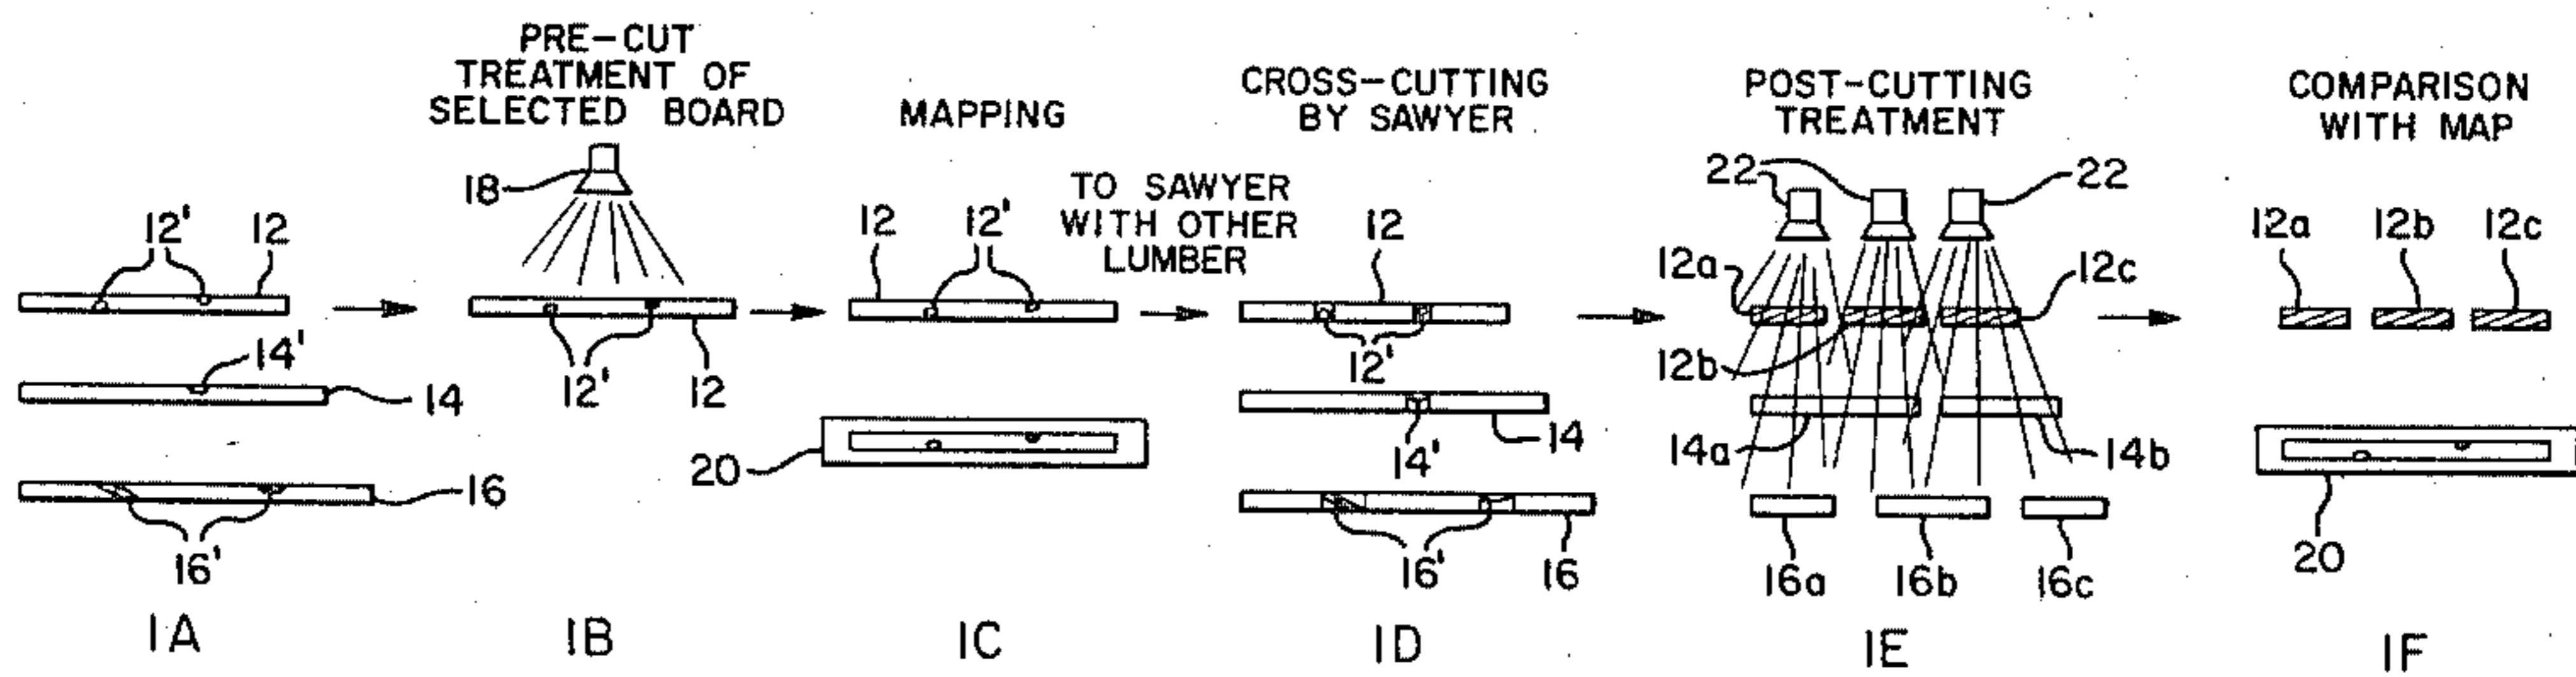 PRE-CUT
TREATMENT OF
SELECTED BOARD
MAPPING
TO SAWYER
WITH OTHER
LUMBER
CROSS-CUTTING
BY SAWYER
POST-CUTTING
TREATMENT
COMPARISON
WITH MAP
12' 12
14'
14
16
16'
1A
18
12' 12
1B
12 12'
20
1C
12
12'
14' 14
16' 16
1D
22 22
12a 12c
12b
14a 14b
16a 16b 16c
1E
12a 12b 12c
20
1F